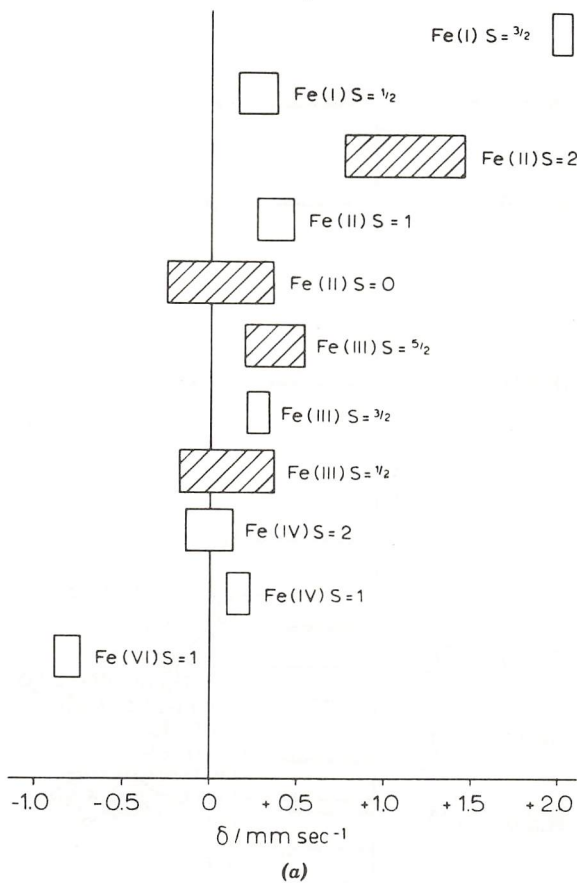 Fe(I) S = 3/2
Fe(I) S = 1/2
Fe(II) S = 2
Fe(II) S = 1
Fe(II) S = 0
Fe(III) S = 5/2
Fe(III) S = 3/2
Fe(III) S = 1/2
Fe(IV) S = 2
Fe(IV) S = 1
Fe(VI) S = 1
-1.0 -0.5 0 + 0.5 + 1.0 + 1.5 + 2.0
δ / mm sec⁻¹
(a)